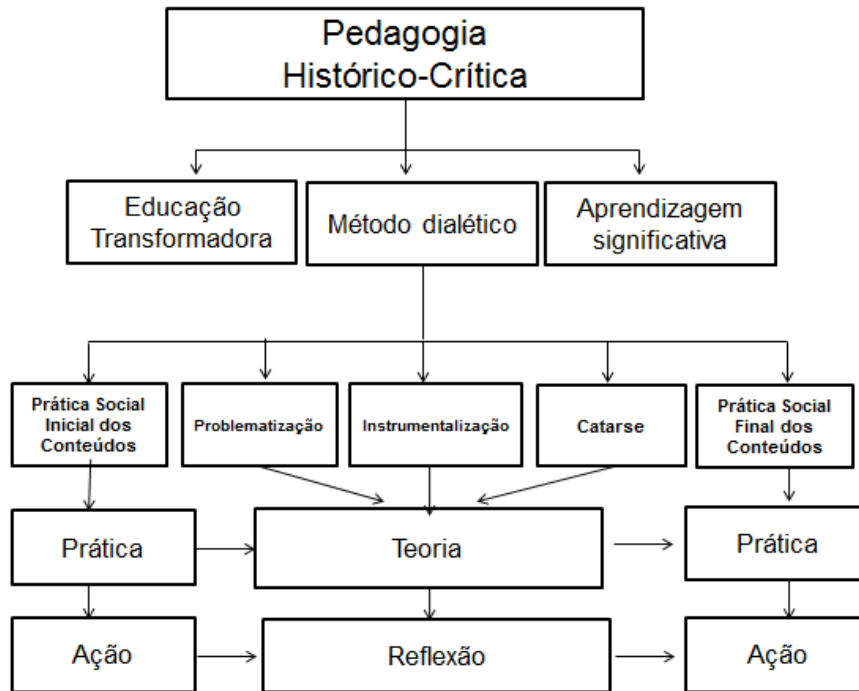 Pedagogia
Histórico-Crítica
Educação
Transformadora
Método dialético
Aprendizagem
significativa
Prática Social
Inicial dos
Conteúdos
Problematização
Instrumentalização
Catarse
Prática Social
Final dos
Conteúdos
Prática
Teoria
Prática
Ação
Reflexão
Ação